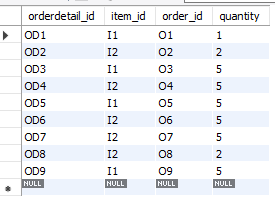 orderdetail_id item_id order_id quantity
OD1 I1 O1 1
OD2 I2 O2 2
OD3 I1 O3 5
OD4 I2 O4 5
OD5 I1 O5 5
OD6 I2 O6 5
OD7 I2 O7 5
OD8 I2 O8 2
OD9 I1 O9 5
NULL NULL NULL NULL